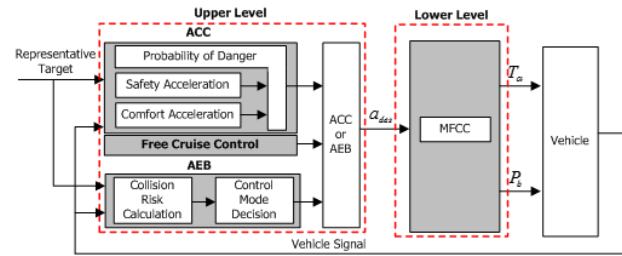 Upper Level
Lower Level
ACC
Representative
Target
Probability of Danger
Safety Acceleration
Comfort Acceleration
Free Cruise Control
AEB
Collision
Risk
Calculation
Control
Mode
Decision
ACC
or
AEB
a_des
MFCC
T_a
P_b
Vehicle
Vehicle Signal